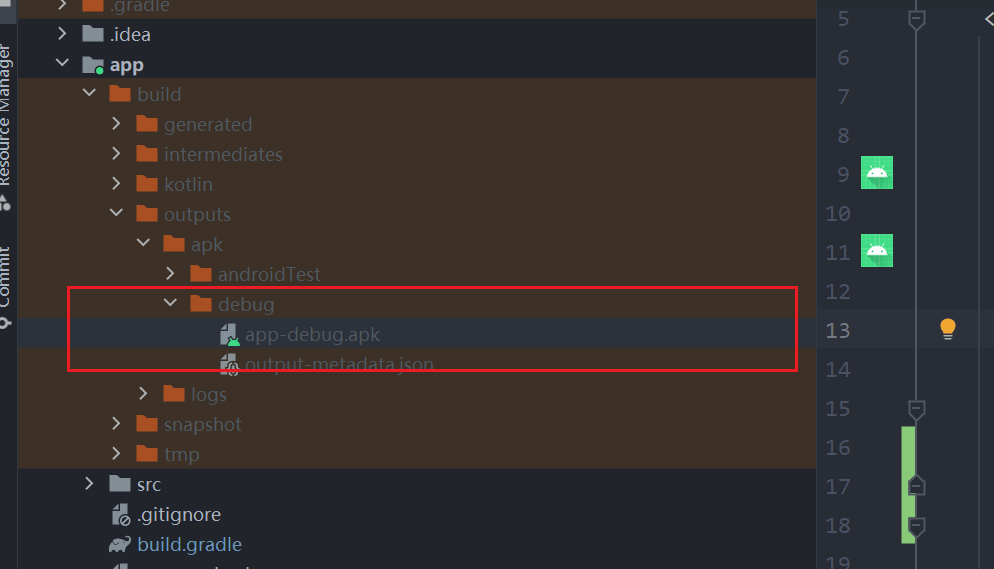 .gradle
.idea
app
build
generated
intermediates
kotlin
outputs
apk
androidTest
debug
app-debug.apk
output-metadata.json
logs
snapshot
tmp
src
.gitignore
build.gradle
Resource Manager
Commit
5
6
7
8
9
10
11
12
13
14
15
16
17
18
19